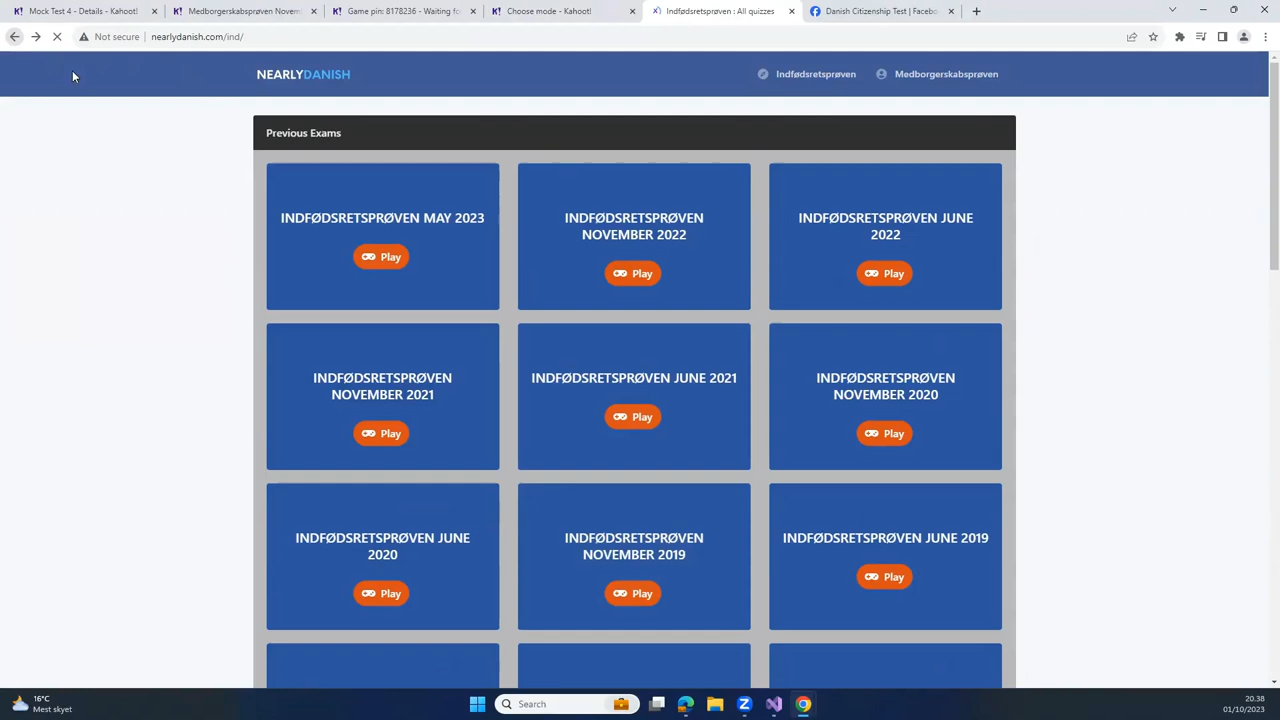 Mock Test 4 - Details - Kahoot!
Medborgerskabsprøven Novem
Game pin: 8178236 - Waiting fo
Choose mode - Kahoot!
Indfødsretsprøven : All quizzes
Danish Citizenship Test | Facebo
Not secure
nearlydanish.com/ind/
NEARLYDANISH
Indfødsretsprøven
Medborgerskabsprøven
Previous Exams
INDFØDSRETSPRØVEN MAY 2023
Play
INDFØDSRETSPRØVEN
NOVEMBER 2022
Play
INDFØDSRETSPRØVEN JUNE
2022
Play
INDFØDSRETSPRØVEN
NOVEMBER 2021
Play
INDFØDSRETSPRØVEN JUNE 2021
Play
INDFØDSRETSPRØVEN
NOVEMBER 2020
Play
INDFØDSRETSPRØVEN JUNE
2020
Play
INDFØDSRETSPRØVEN
NOVEMBER 2019
Play
INDFØDSRETSPRØVEN JUNE 2019
Play
16°C
Mest skyet
Search
20.38
01/10/2023